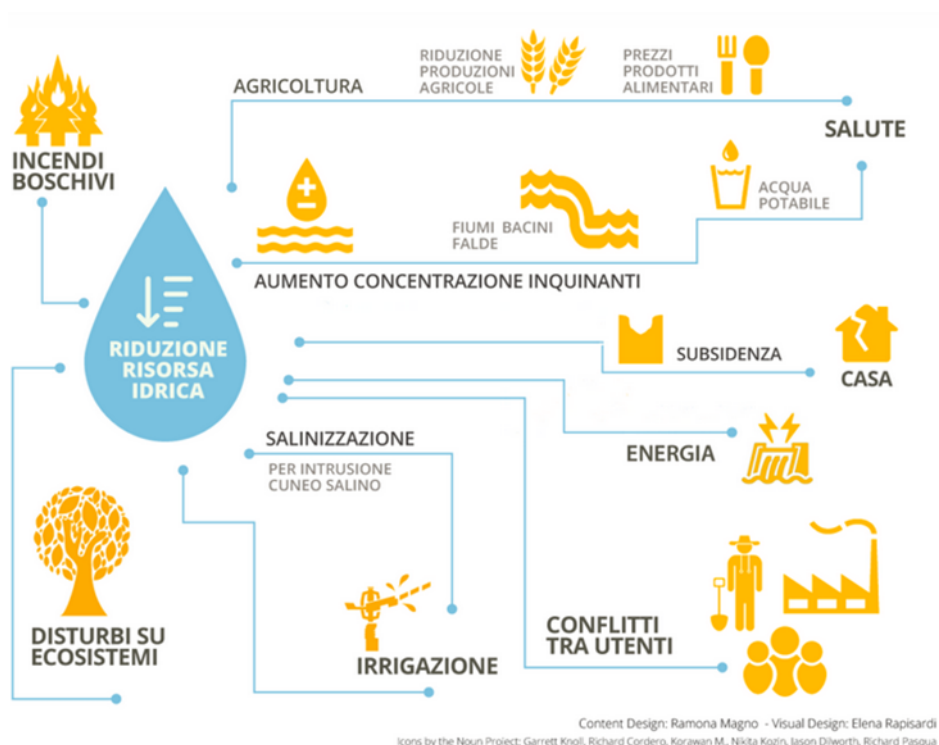 INCENDI
BOSCHIVI
AGRICOLTURA
RIDUZIONE
PRODUZIONI
AGRICOLE
PREZZI
PRODOTTI
ALIMENTARI
SALUTE
FIUMI BACINI
FALDE
ACQUA
POTABILE
AUMENTO CONCENTRAZIONE INQUINANTI
RIDUZIONE
RISORSA
IDRICA
SUBSIDENZA
CASA
SALINIZZAZIONE
PER INTRUSIONE
CUNEO SALINO
ENERGIA
DISTURBI SU
ECOSISTEMI
IRRIGAZIONE
CONFLITTI
TRA UTENTI
Content Design: Ramona Magno - Visual Design: Elena Rapisardi
Icons by the Noun Project: Garrett Knoll, Richard Cordero, Korawan M., Nikita Kozin, Jason Dilworth, Richard Pasqua